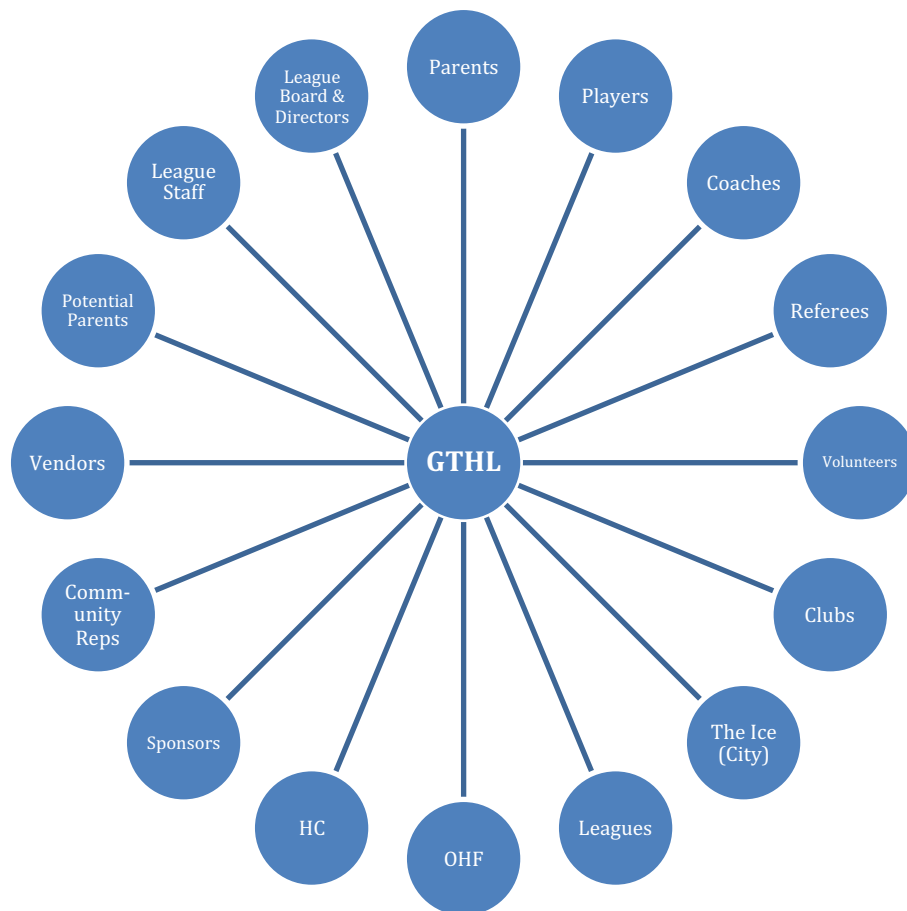 Parents
Players
Coaches
Referees
Volunteers
Clubs
The Ice
(City)
Leagues
OHF
HC
Sponsors
Comm-
unity
Reps
Vendors
Potential
Parents
League
Staff
League
Board &
Directors
GTHL